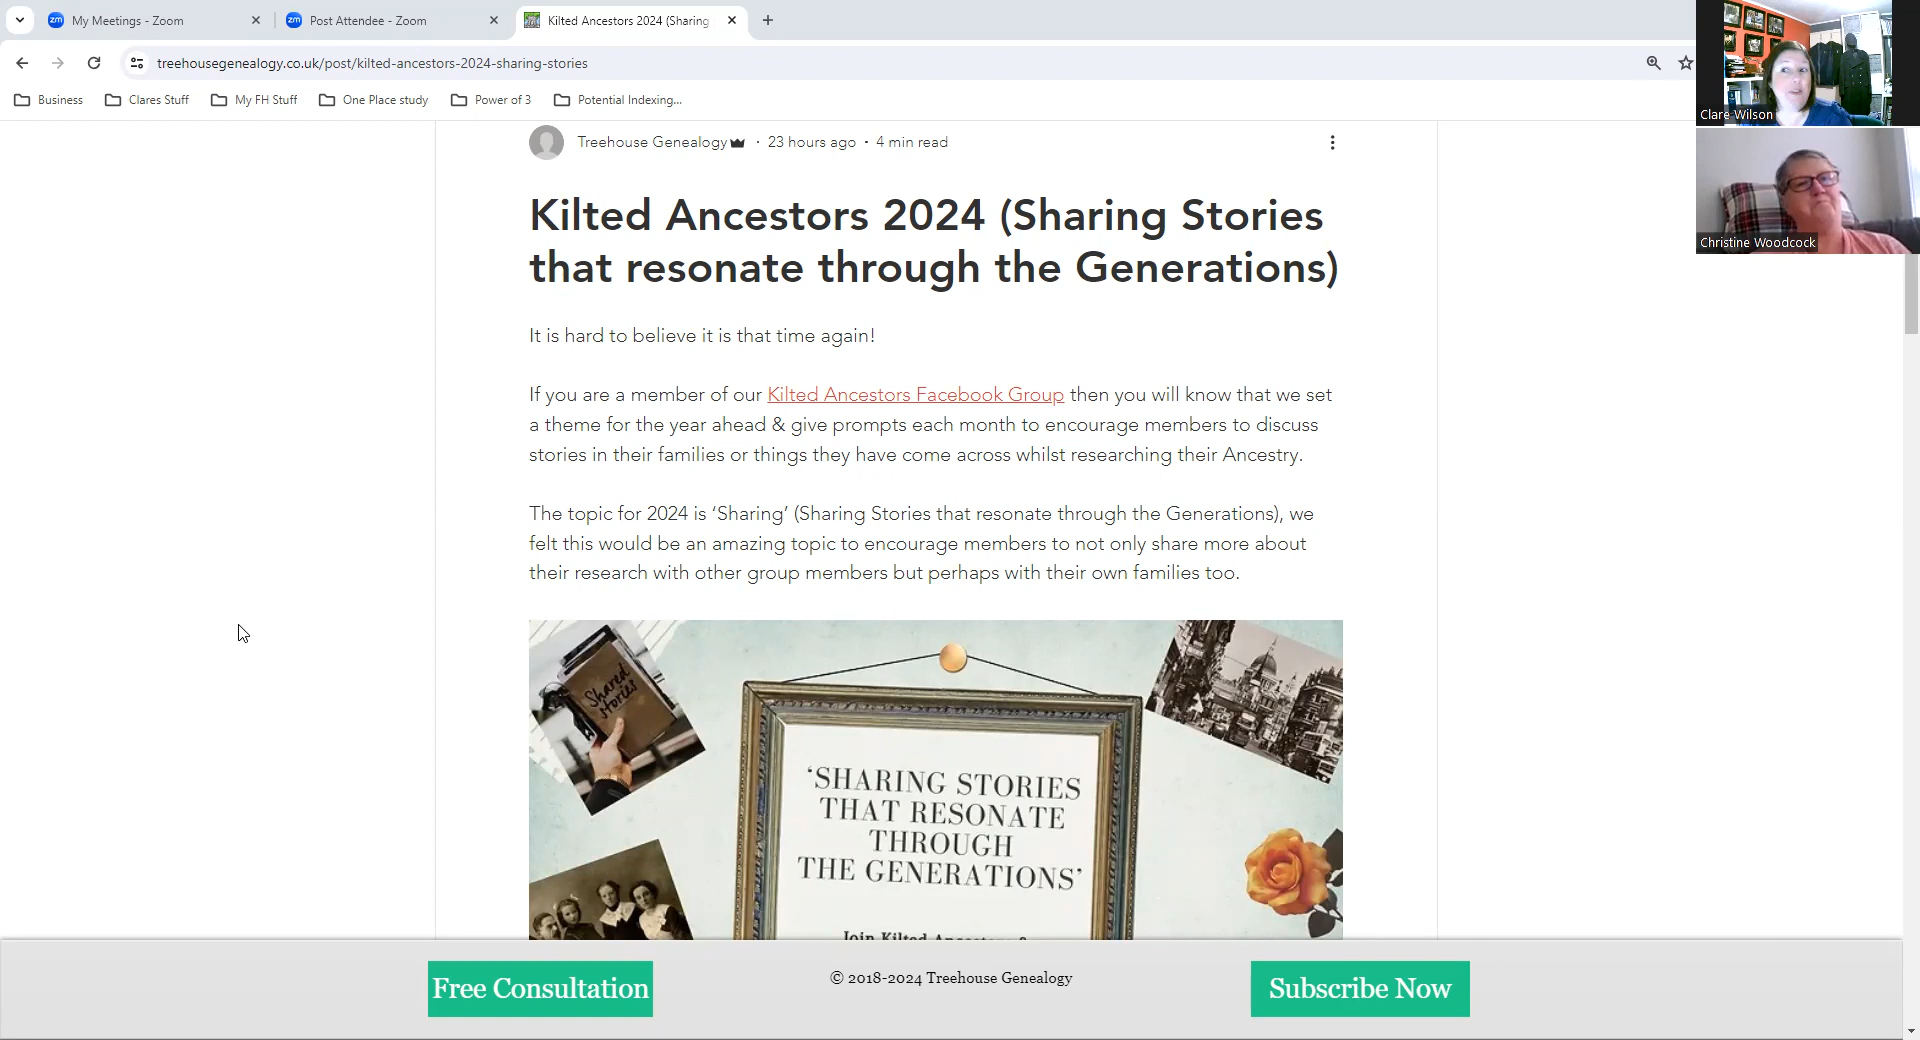 My Meetings - Zoom
Post Attendee - Zoom
Kilted Ancestors 2024 (Sharing
treehousegenealogy.co.uk/post/kilted-ancestors-2024-sharing-stories
Business
Clares Stuff
My FH Stuff
One Place study
Power of 3
Potential Indexing...
Clare Wilson
Christine Woodcock
Treehouse Genealogy · 23 hours ago · 4 min read
Kilted Ancestors 2024 (Sharing Stories
that resonate through the Generations)
It is hard to believe it is that time again!
If you are a member of our Kilted Ancestors Facebook Group then you will know that we set
a theme for the year ahead & give prompts each month to encourage members to discuss
stories in their families or things they have come across whilst researching their Ancestry.
The topic for 2024 is ‘Sharing’ (Sharing Stories that resonate through the Generations), we
felt this would be an amazing topic to encourage members to not only share more about
their research with other group members but perhaps with their own families too.
Shared
Stories
‘SHARING STORIES
THAT RESONATE
THROUGH
THE GENERATIONS’
Join Kilted Ancestors &
Free Consultation
© 2018-2024 Treehouse Genealogy
Subscribe Now